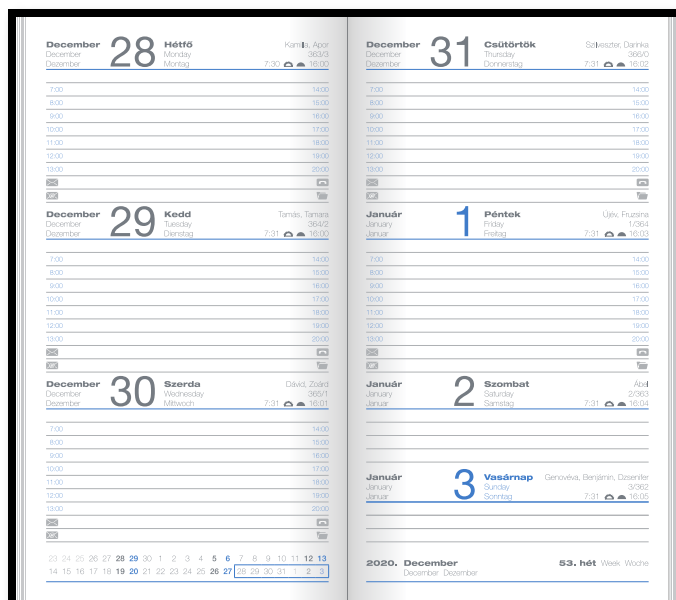 December 28 Hétfő Kamilla, Apor
December Monday 363/3
Dezember Montag 7:30 16:00
7:00 14:00
8:00 15:00
9:00 16:00
10:00 17:00
11:00 18:00
12:00 19:00
13:00 20:00
December 29 Kedd Tamás, Tamara
December Tuesday 364/2
Dezember Dienstag 7:31 16:00
7:00 14:00
8:00 15:00
9:00 16:00
10:00 17:00
11:00 18:00
12:00 19:00
13:00 20:00
December 30 Szerda Dávid, Zoárd
December Wednesday 365/1
Dezember Mittwoch 7:31 16:01
7:00 14:00
8:00 15:00
9:00 16:00
10:00 17:00
11:00 18:00
12:00 19:00
13:00 20:00
23 24 25 26 27 28 29 30 1 2 3 4 5 6 7 8 9 10 11 12 13
14 15 16 17 18 19 20 21 22 23 24 25 26 27 28 29 30 31 1 2 3
December 31 Csütörtök Szilveszter, Darinka
December Thursday 366/0
Dezember Donnerstag 7:31 16:02
7:00 14:00
8:00 15:00
9:00 16:00
10:00 17:00
11:00 18:00
12:00 19:00
13:00 20:00
Január 1 Péntek Újév, Fruzsina
January Friday 1/364
Januar Freitag 7:31 16:03
7:00 14:00
8:00 15:00
9:00 16:00
10:00 17:00
11:00 18:00
12:00 19:00
13:00 20:00
Január 2 Szombat Ábel
January Saturday 2/363
Januar Samstag 7:31 16:04
Január 3 Vasárnap Genovéva, Benjámin, Dzsenifer
January Sunday 3/362
Januar Sonntag 7:31 16:05
2020. December 53. hét Week Woche
December Dezember